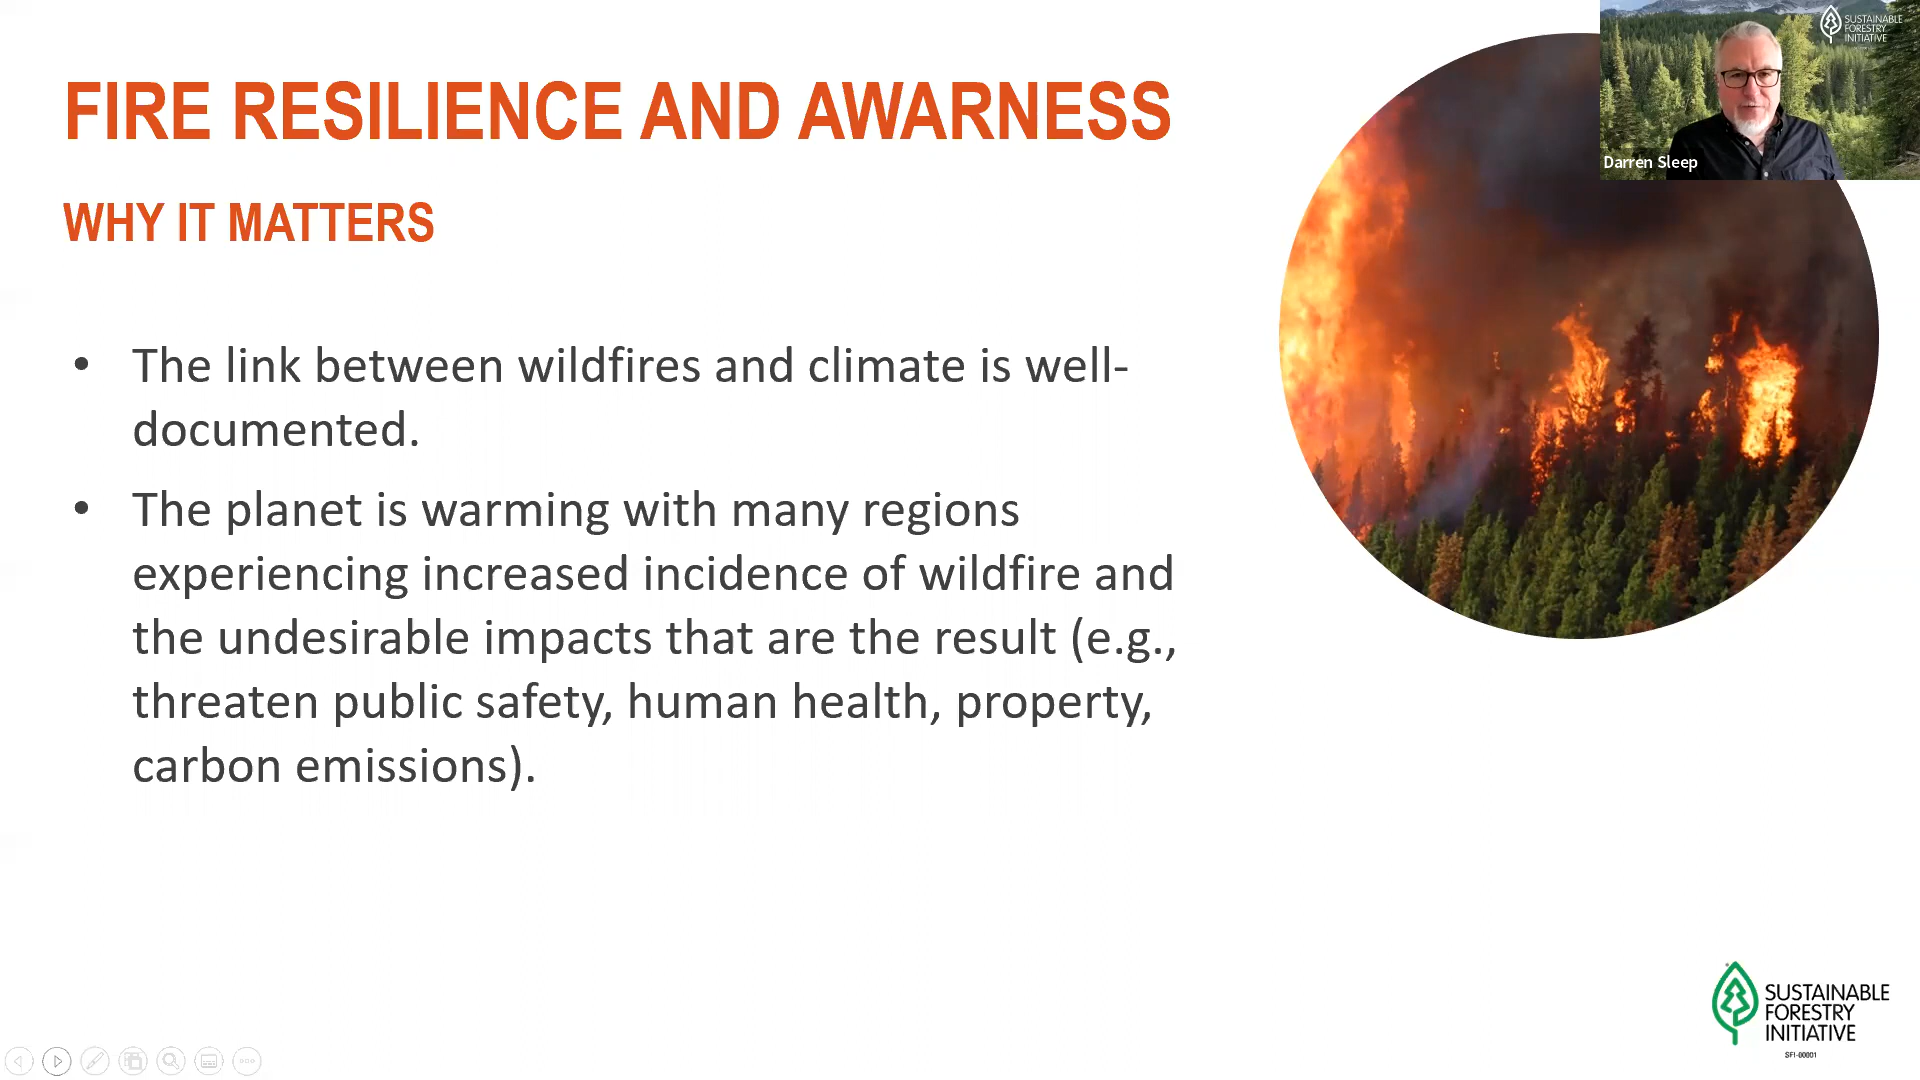 FIRE RESILIENCE AND AWARNESS
WHY IT MATTERS
• The link between wildfires and climate is well-
documented.
• The planet is warming with many regions
experiencing increased incidence of wildfire and
the undesirable impacts that are the result (e.g.,
threaten public safety, human health, property,
carbon emissions).
SUSTAINABLE
FORESTRY
INITIATIVE
Darren Sleep
SUSTAINABLE
FORESTRY
INITIATIVE
SFI-00001